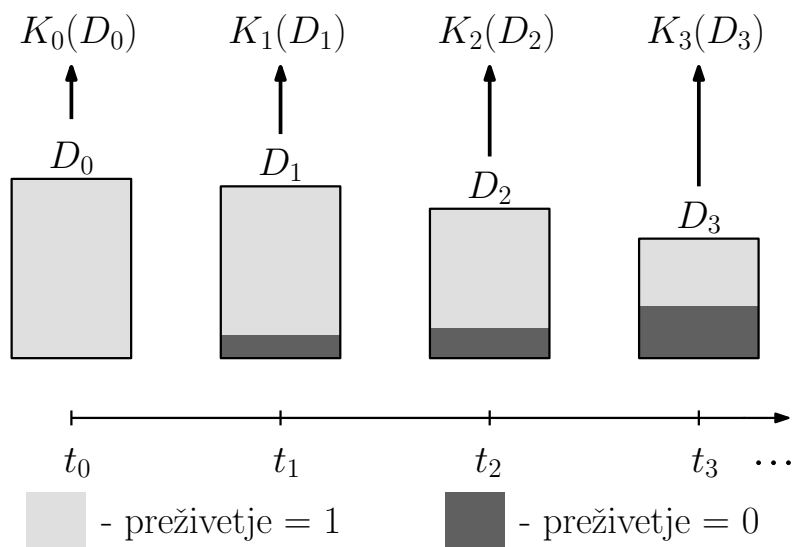 K₀(D₀) K₁(D₁) K₂(D₂) K₃(D₃)
D₀
D₁
D₂
D₃
t₀ t₁ t₂ t₃ ...
- preživetje = 1 - preživetje = 0